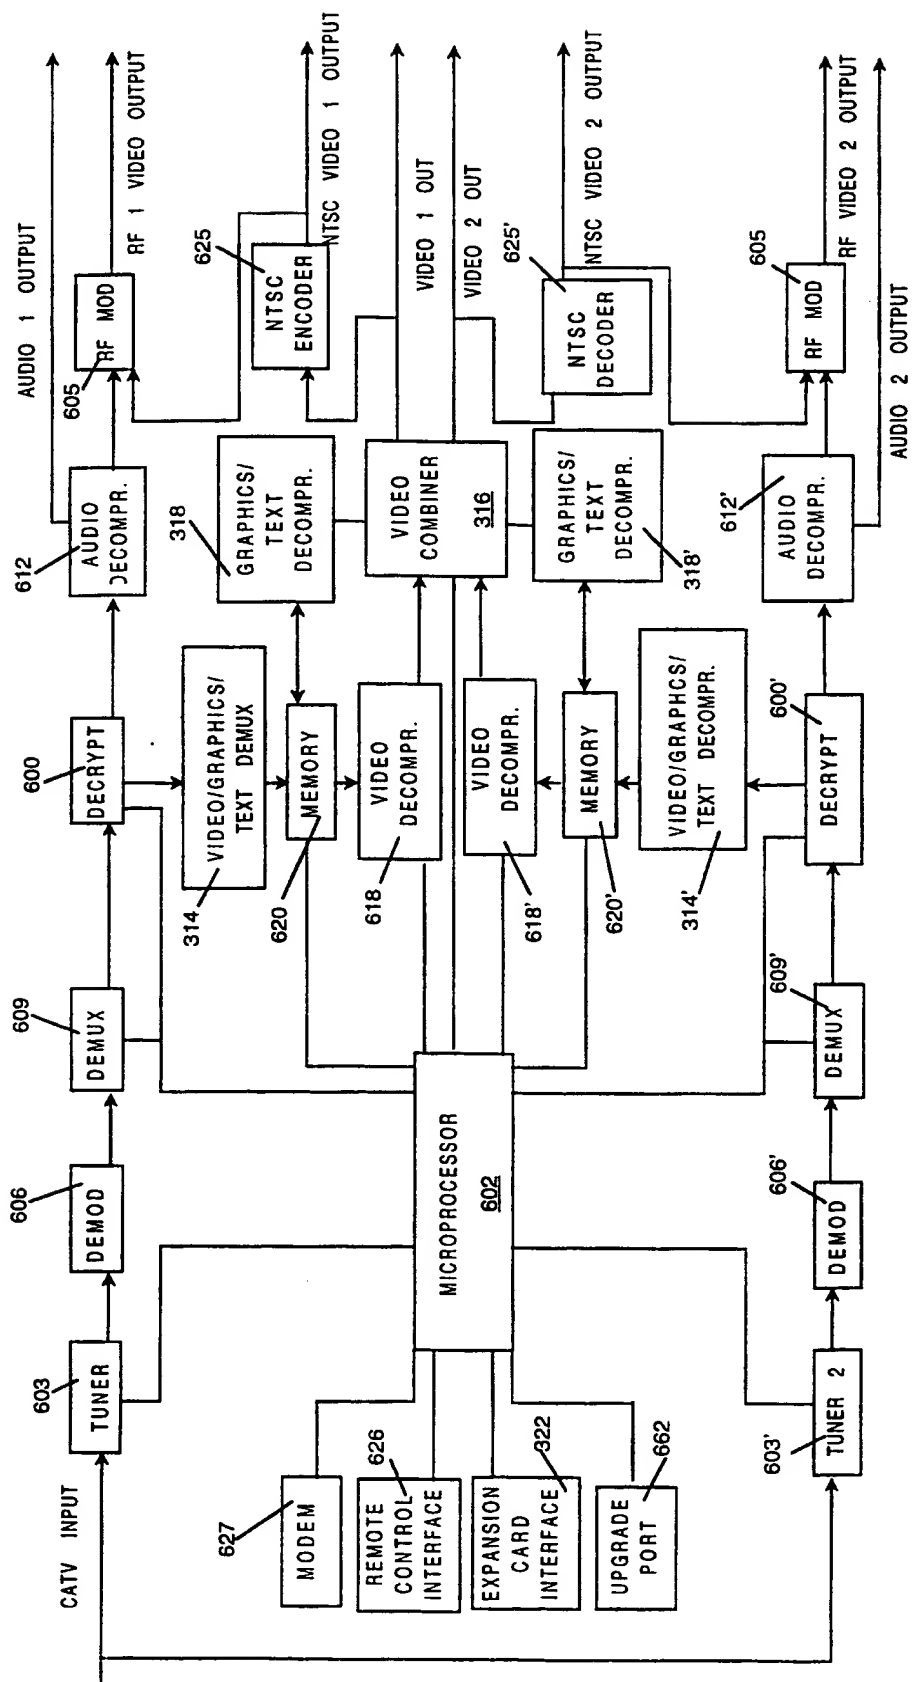 CATV INPUT
603
TUNER
606
DEMOD
609
DEMUX
600
DECRYPT
612
AUDIO
DECOMPR.
AUDIO 1 OUTPUT
605
RF MOD
RF 1 VIDEO OUTPUT
314
VIDEO/GRAPHICS/
TEXT DEMUX
318
GRAPHICS/
TEXT
DECOMPR.
625
NTSC
ENCODER
NTSC VIDEO 1 OUTPUT
627
MODEM
620
MEMORY
626
REMOTE
CONTROL
INTERFACE
618
VIDEO
DECOMPR.
VIDEO
COMBINER
316
VIDEO 1 OUT
VIDEO 2 OUT
MICROPROCESSOR
602
322
EXPANSION
CARD
INTERFACE
VIDEO
DECOMPR.
618'
662
UPGRADE
PORT
MEMORY
620'
GRAPHICS/
TEXT
DECOMPR.
318'
625'
NTSC
DECODER
NTSC VIDEO 2 OUTPUT
VIDEO/GRAPHCS/
TEXT DECOMPR.
314'
603'
TUNER 2
606'
DEMOD
609'
DEMUX
600'
DECRYPT
612'
AUDIO
DECOMPR.
605
RF MOD
RF VIDEO 2 OUTPUT
AUDIO 2 OUTPUT